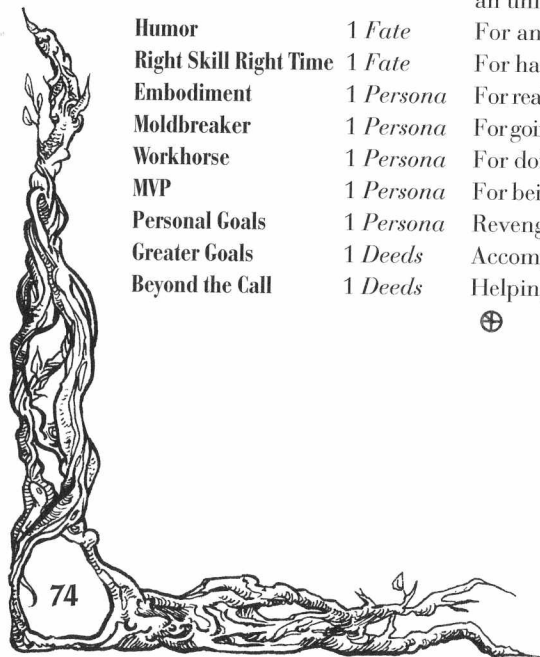 an un
Humor 1 Fate For an
Right Skill Right Time 1 Fate For ha
Embodiment 1 Persona For rea
Moldbreaker 1 Persona For goi
Workhorse 1 Persona For do
MVP 1 Persona For bei
Personal Goals 1 Persona Reveng
Greater Goals 1 Deeds Accom
Beyond the Call 1 Deeds Helpin
74